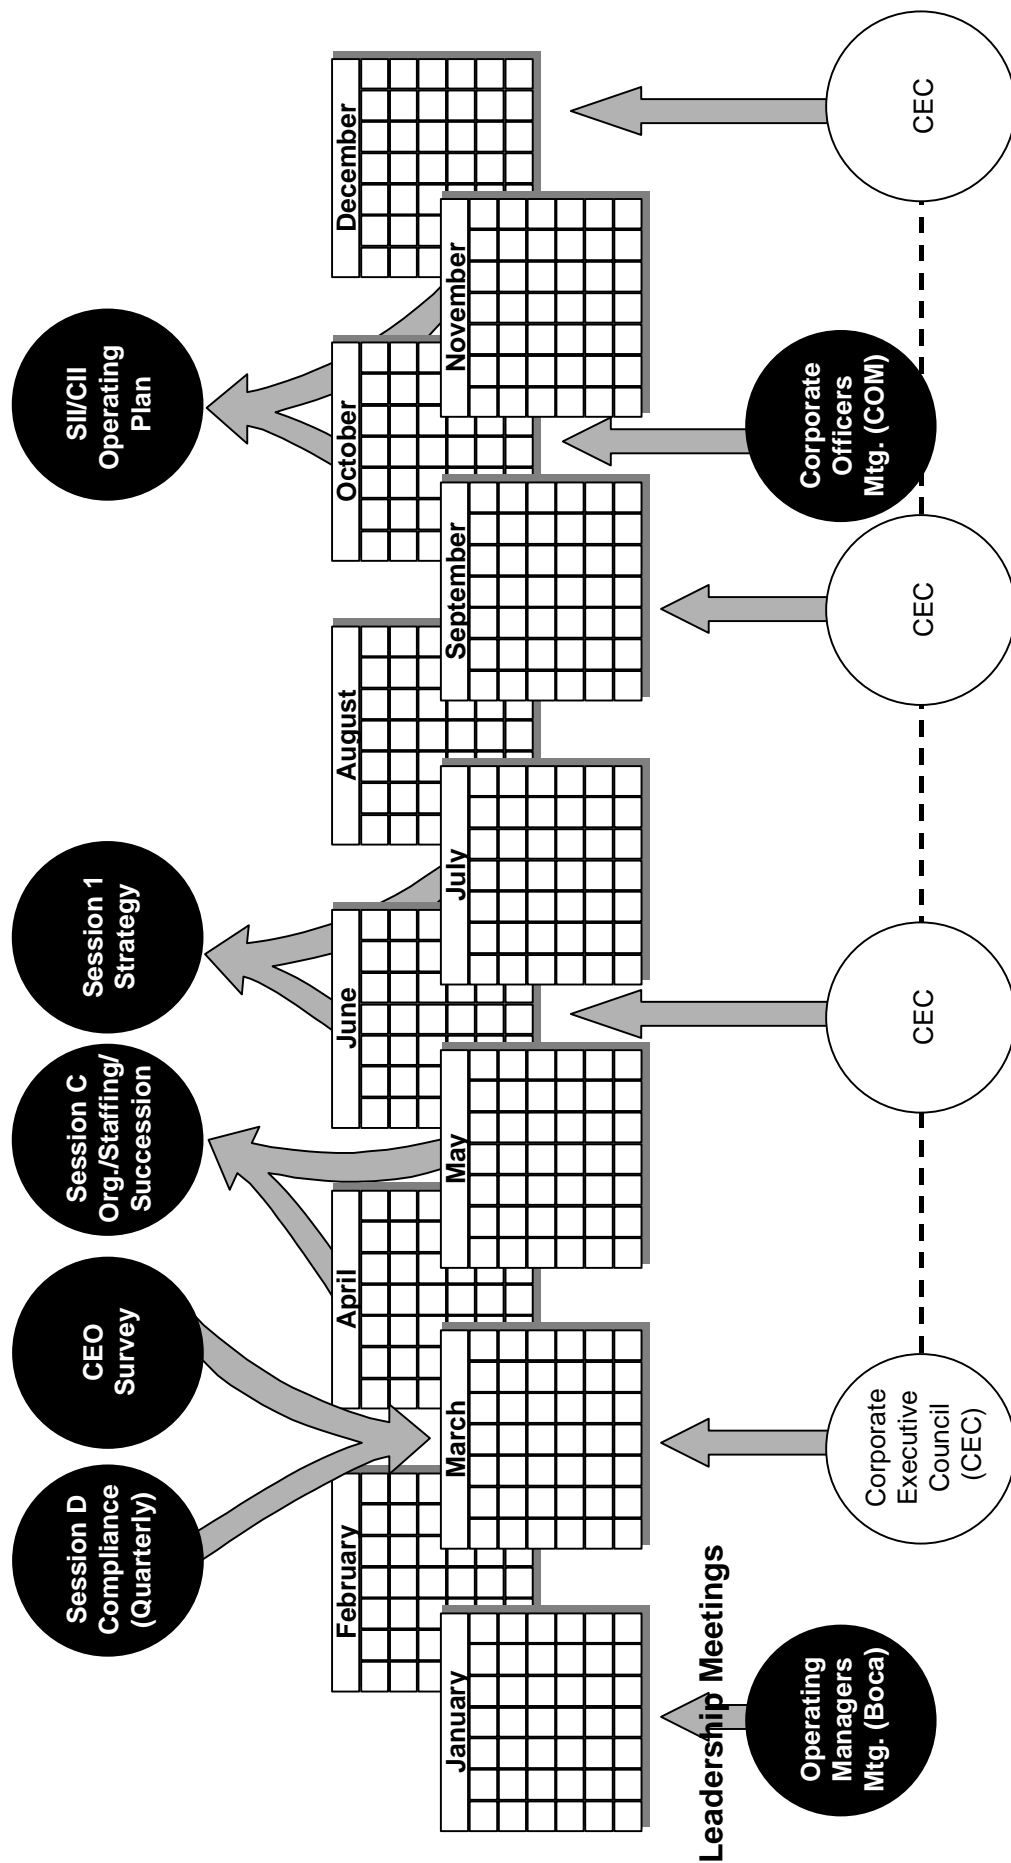 Session D
Compliance
(Quarterly)
CEO
Survey
Session C
Org./Staffing/
Succession
Session 1
Strategy
SII/CII
Operating
Plan
January
February
March
April
May
June
July
August
September
October
November
December
Leadership Meetings
Operating
Managers
Mtg. (Boca)
Corporate
Executive
Council
(CEC)
CEC
CEC
Corporate
Officers
Mtg. (COM)
CEC